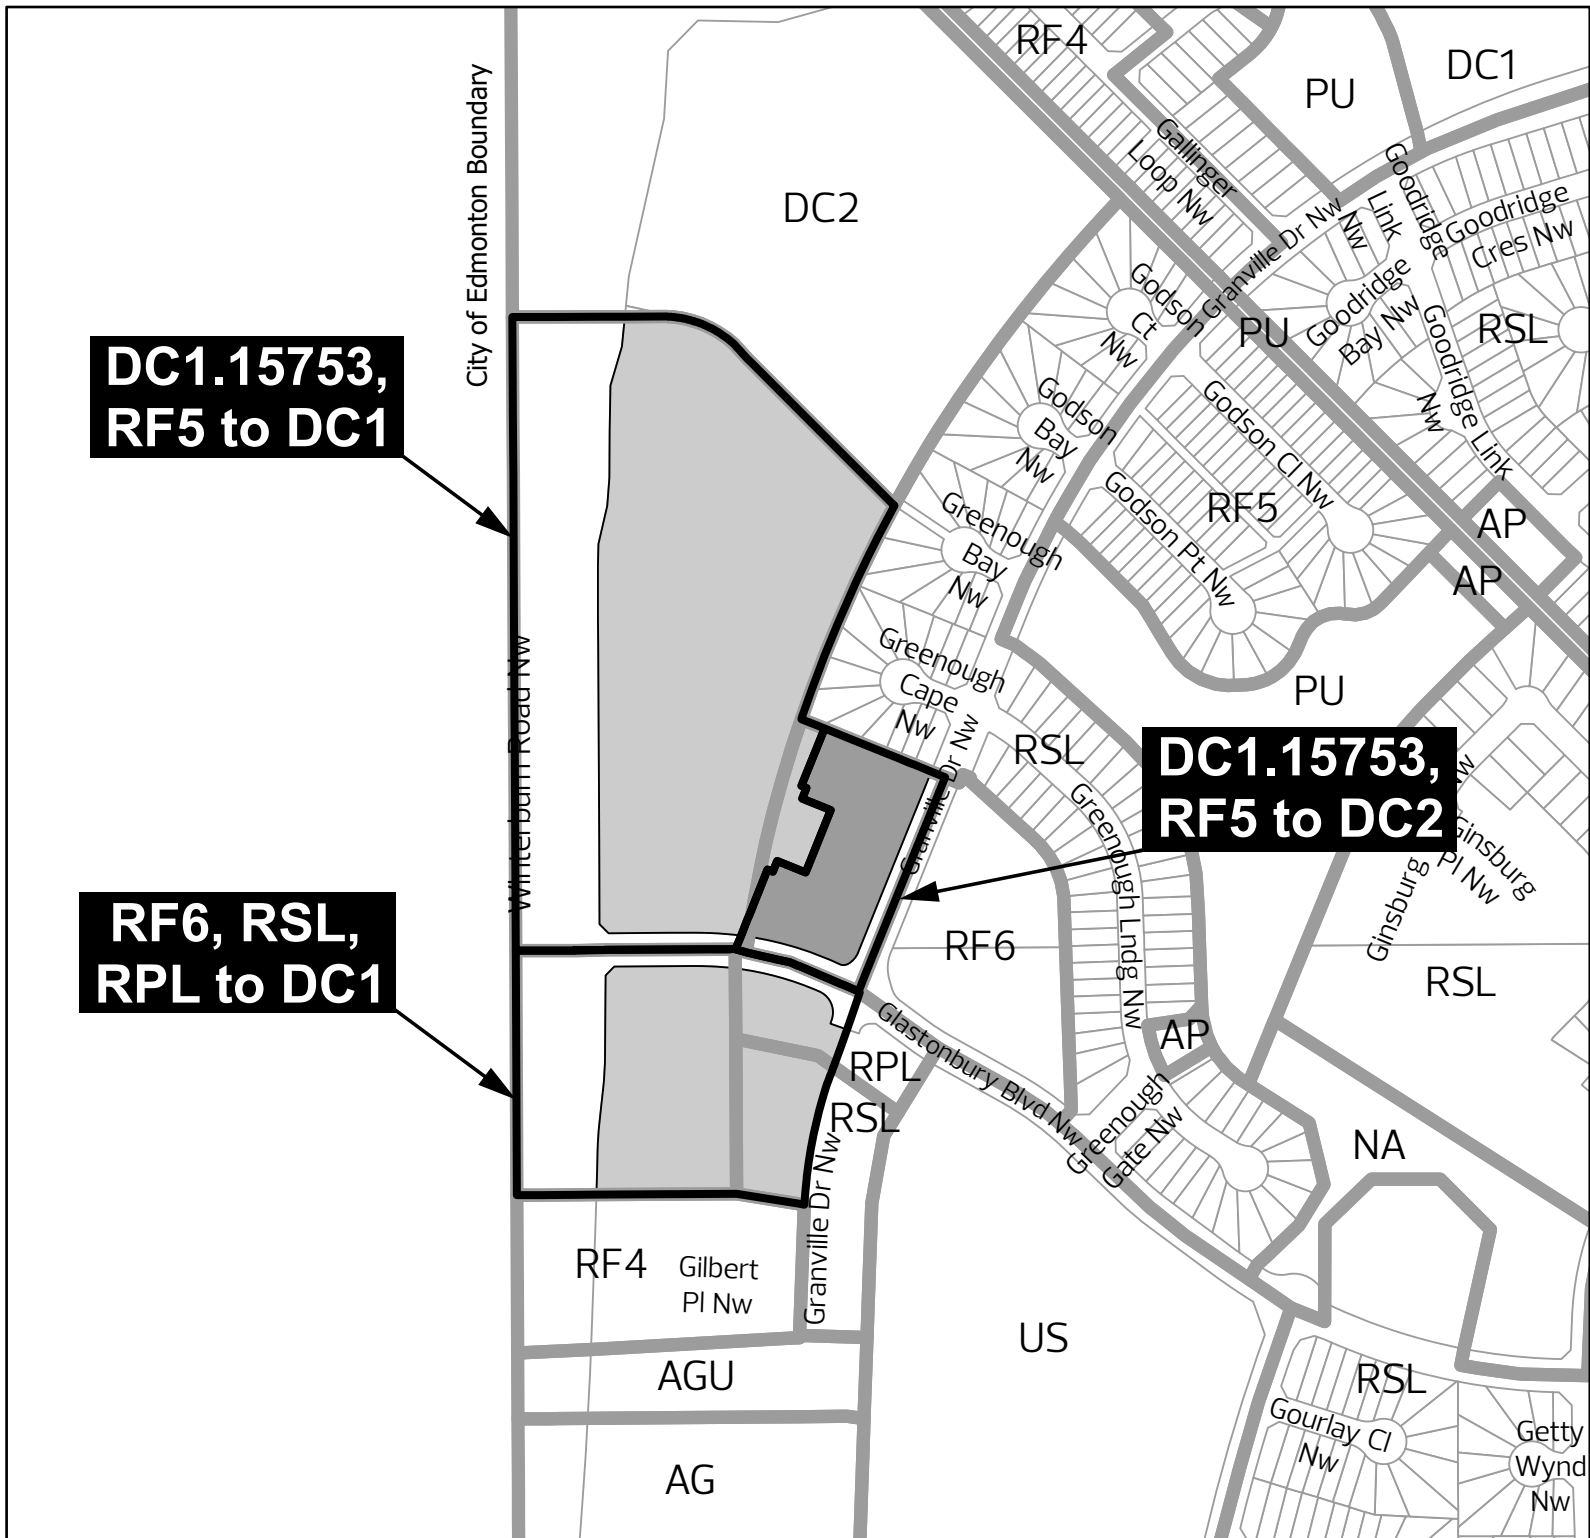 RF4
DC1
PU
City of Edmonton Boundary
DC2
Gallinger
Loop Nw
Granville Dr Nw
Goodridge
Link
Nw
Goodridge
Cres Nw
Goodridge
Bay Nw
Goodridge Link
Nw
RSL
PU
Godson
Ct
Nw
DC1.15753,
RF5 to DC1
Godson
Bay
Nw
Godson Cl Nw
RF5
Godson Pt Nw
AP
AP
Greenough
Bay
Nw
Greenough
Cape
Nw
Winterburn Road Nw
PU
RSL
Granville Dr Nw
DC1.15753,
RF5 to DC2
Greenough Lndg Nw
Ginsburg
Nw
Ginsburg
Pl Nw
RF6, RSL,
RPL to DC1
RF6
RSL
Glastonbury Blvd Nw
AP
RPL
RSL
Greenough
Gate Nw
NA
Granville Dr Nw
RF4
Gilbert
Pl Nw
US
AGU
RSL
Gourlay Cl
Nw
Getty
Wynd
Nw
AG